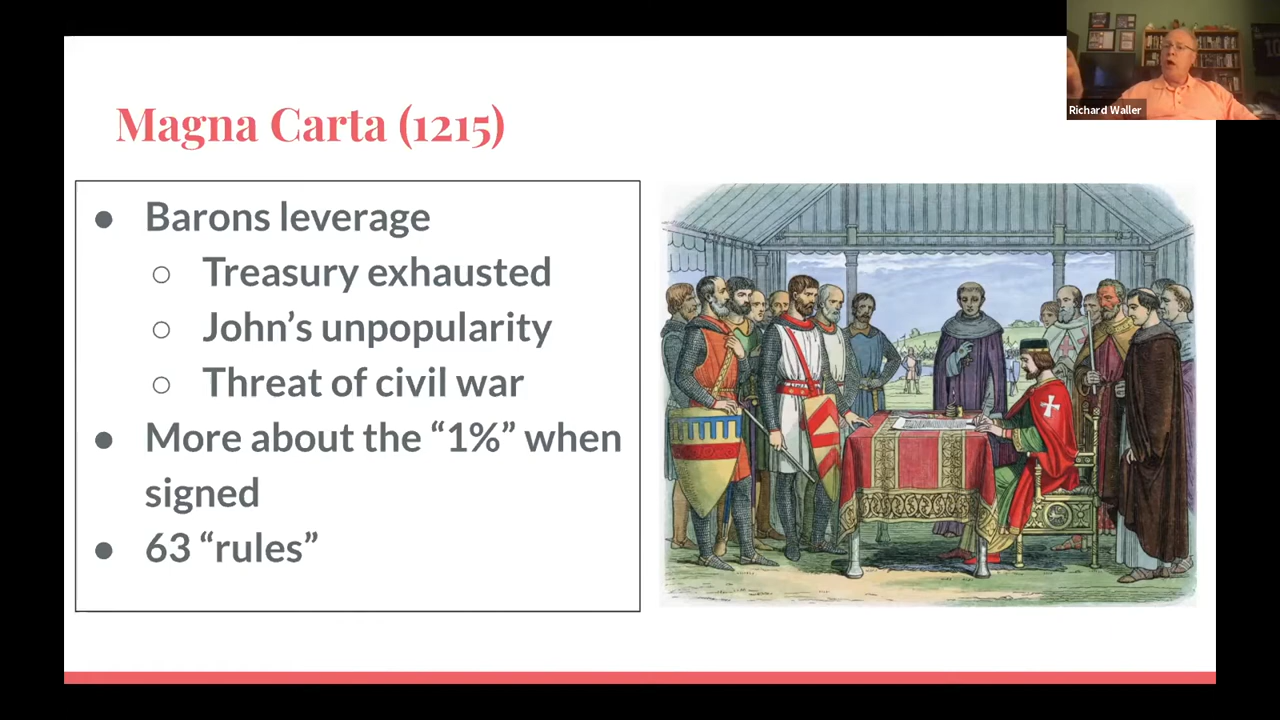 Richard Waller
Magna Carta (1215)
● Barons leverage
○ Treasury exhausted
○ John’s unpopularity
○ Threat of civil war
● More about the “1%” when
signed
● 63 “rules”